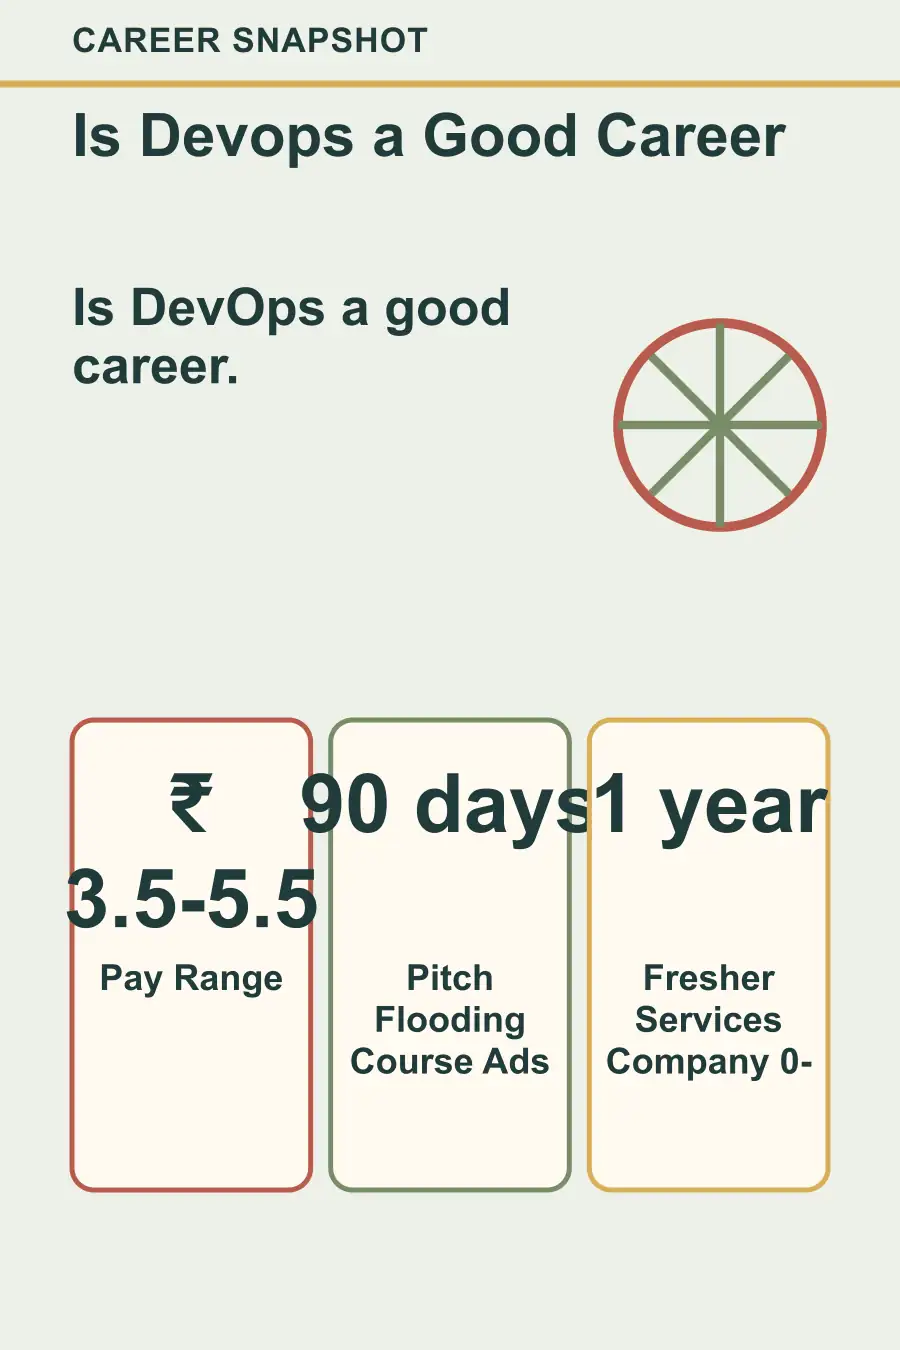 CAREER SNAPSHOT
Is Devops a Good Career
Is DevOps a good
career.
₹
3.5-5.5
Pay Range
90 days
Pitch
Flooding
Course Ads
1 year
Fresher
Services
Company 0-